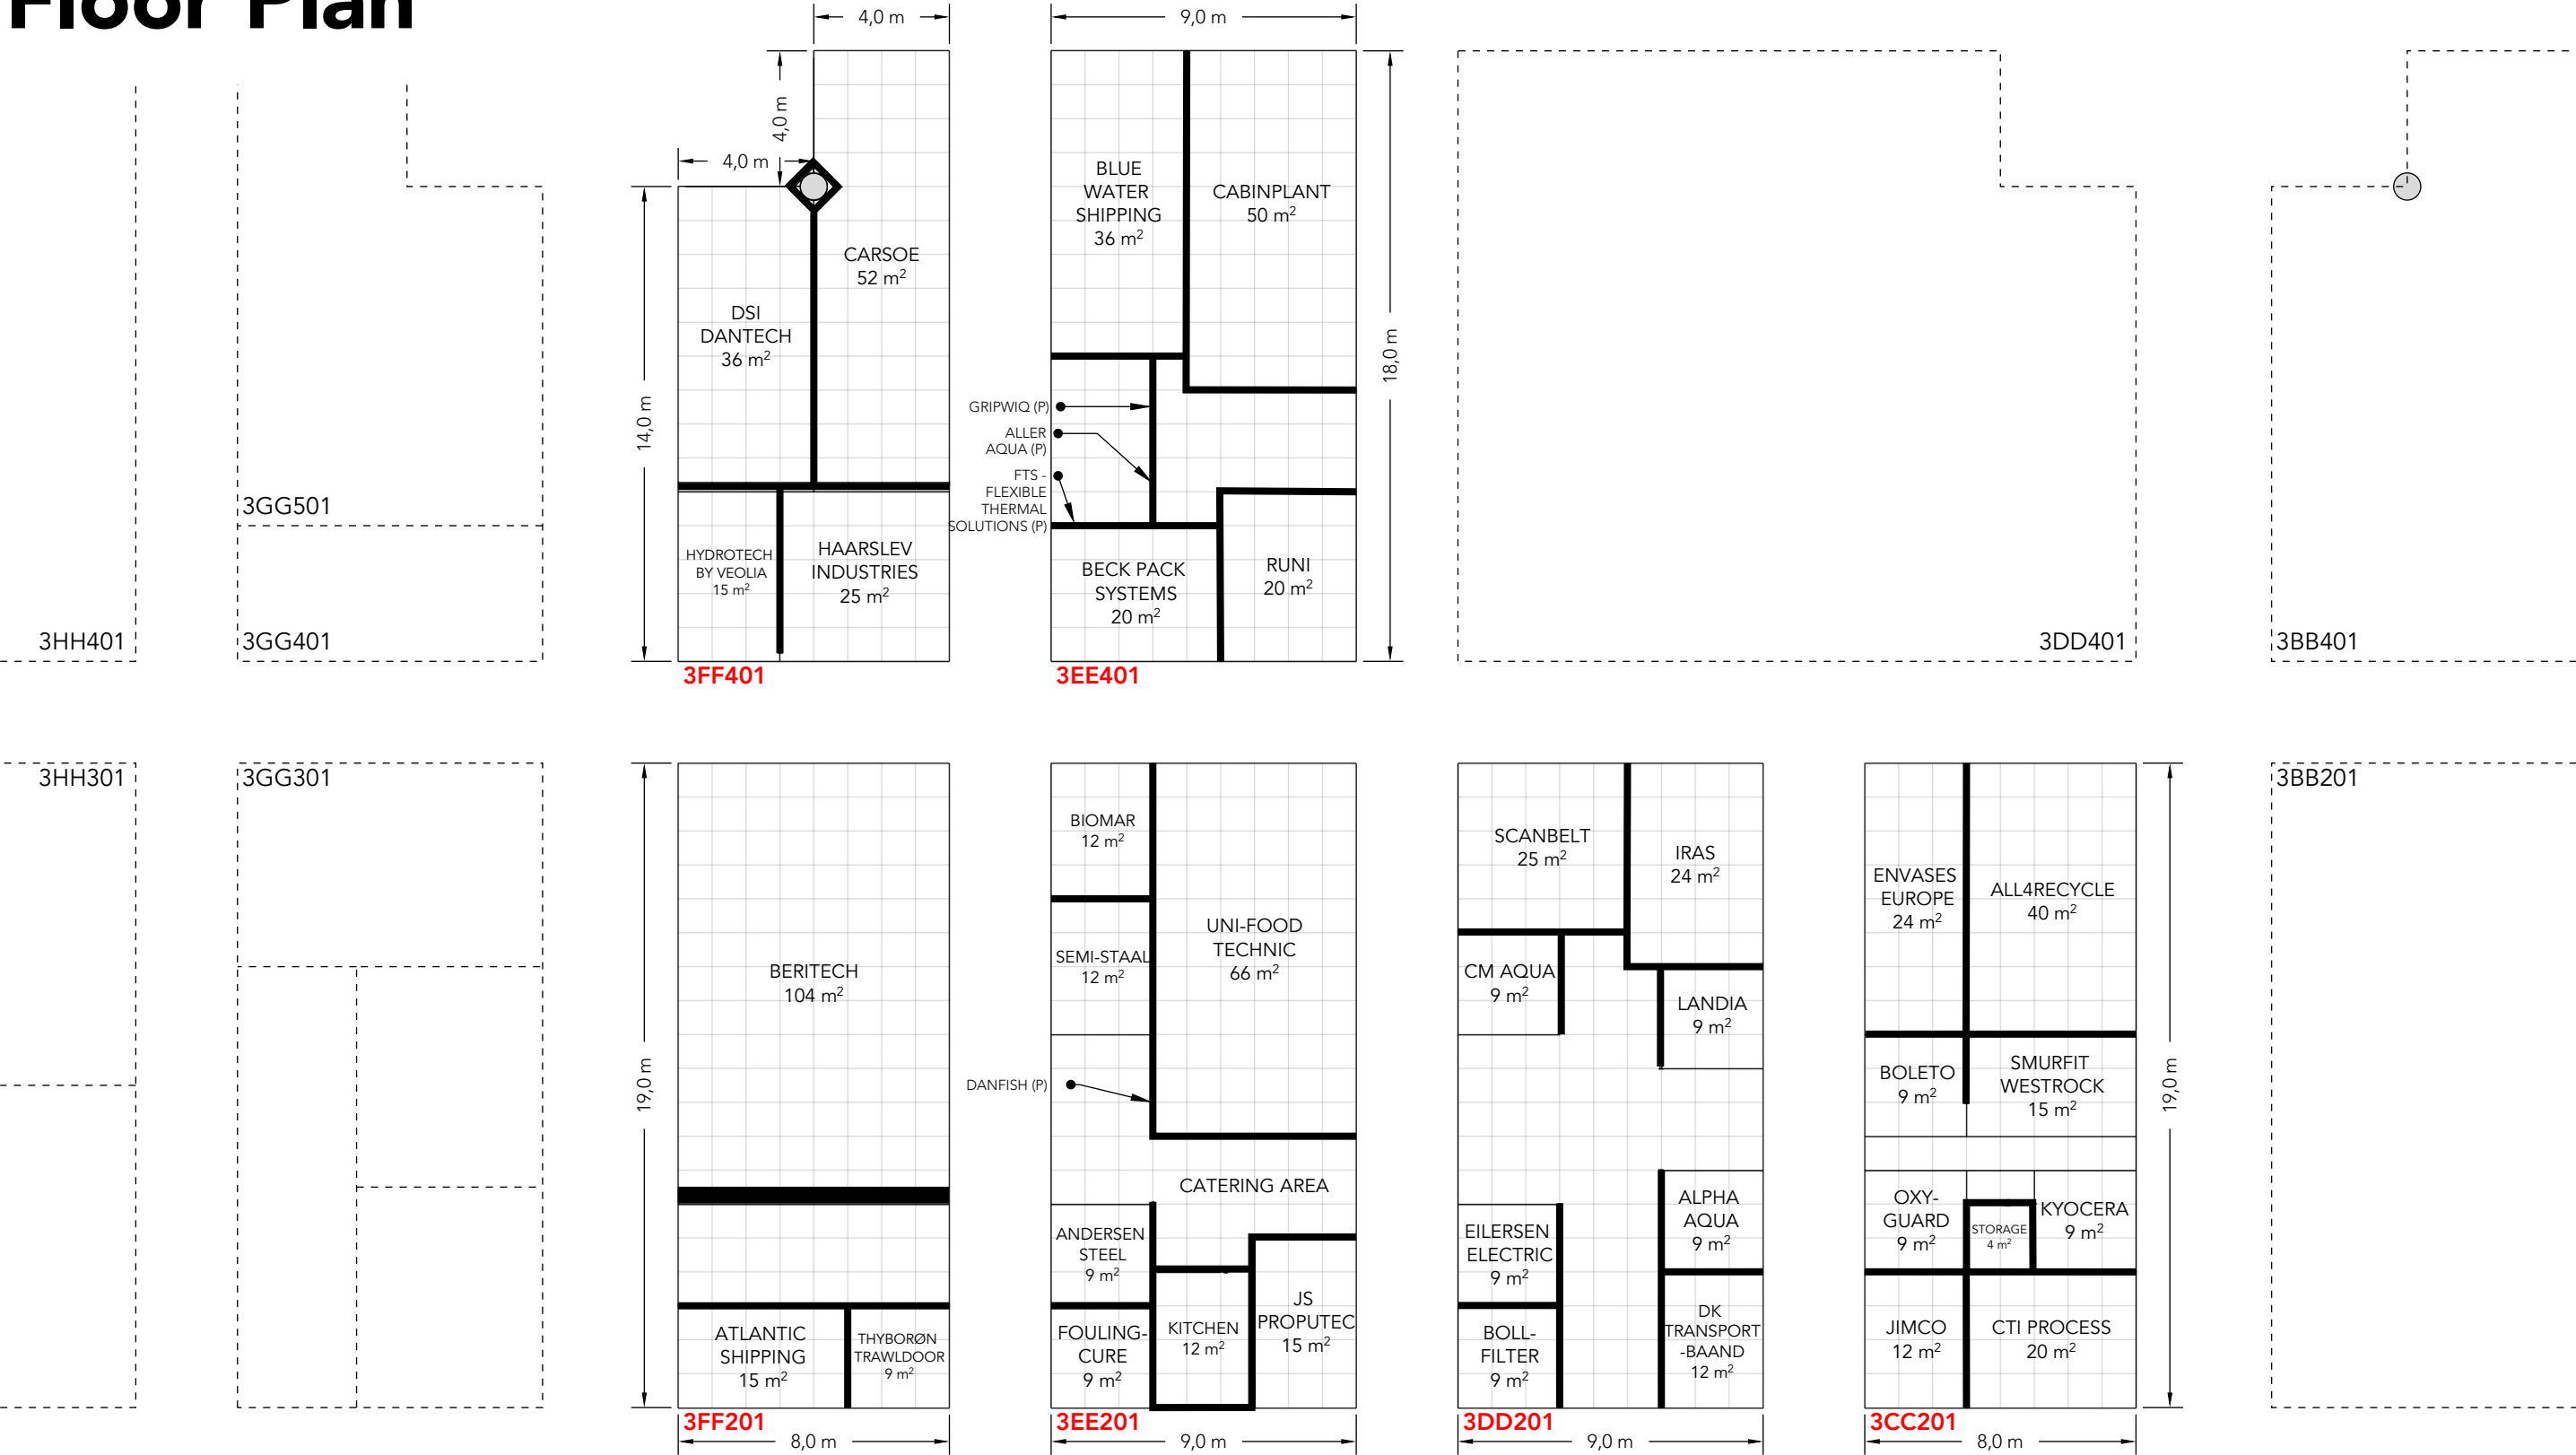 Floor Plan
4,0 m
9,0 m
4,0 m
4,0 m
14,0 m
18,0 m
DSI
DANTECH
36 m²
CARSOE
52 m²
HYDROTECH
BY VEOLIA
15 m²
HAARSLEV
INDUSTRIES
25 m²
3FF401
BLUE
WATER
SHIPPING
36 m²
CABINPLANT
50 m²
GRIPWIQ (P)
ALLER
AQUA (P)
FTS -
FLEXIBLE
THERMAL
SOLUTIONS (P)
BECK PACK
SYSTEMS
20 m²
RUNI
20 m²
3EE401
3GG501
3HH401
3GG401
3DD401
3BB401
3HH301
3GG301
3BB201
19,0 m
BERITECH
104 m²
ATLANTIC
SHIPPING
15 m²
THYBORØN
TRAWLDOOR
9 m²
3FF201
8,0 m
BIOMAR
12 m²
SEMI-STAAL
12 m²
UNI-FOOD
TECHNIC
66 m²
DANFISH (P)
CATERING AREA
ANDERSEN
STEEL
9 m²
FOULING-
CURE
9 m²
KITCHEN
12 m²
JS
PROPUTEC
15 m²
3EE201
9,0 m
SCANBELT
25 m²
IRAS
24 m²
CM AQUA
9 m²
LANDIA
9 m²
EILERSEN
ELECTRIC
9 m²
ALPHA
AQUA
9 m²
BOLL-
FILTER
9 m²
DK
TRANSPORT
-BAAND
12 m²
3DD201
9,0 m
ENVASES
EUROPE
24 m²
ALL4RECYCLE
40 m²
BOLETO
9 m²
SMURFIT
WESTROCK
15 m²
OXY-
GUARD
9 m²
STORAGE
4 m²
KYOCERA
9 m²
JIMCO
12 m²
CTI PROCESS
20 m²
3CC201
8,0 m
19,0 m